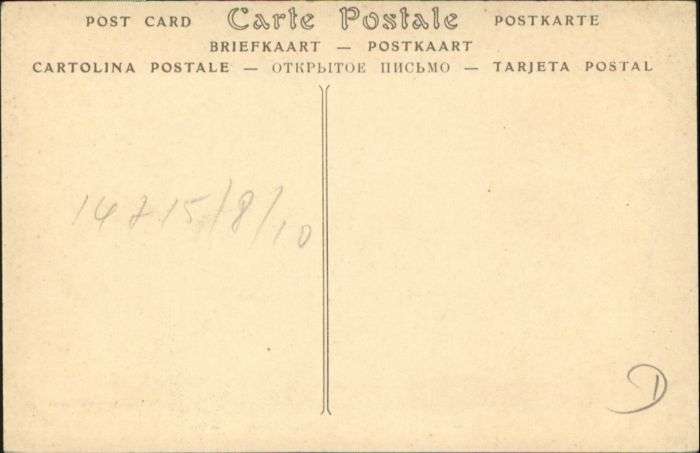 POST CARD Carte Postale POSTKARTE
BRIEFKAART — POSTKAART
CARTOLINA POSTALE — ОТКРЫТОЕ ПИСЬМО — TARJETA POSTAL
14 & 15/8/10
D